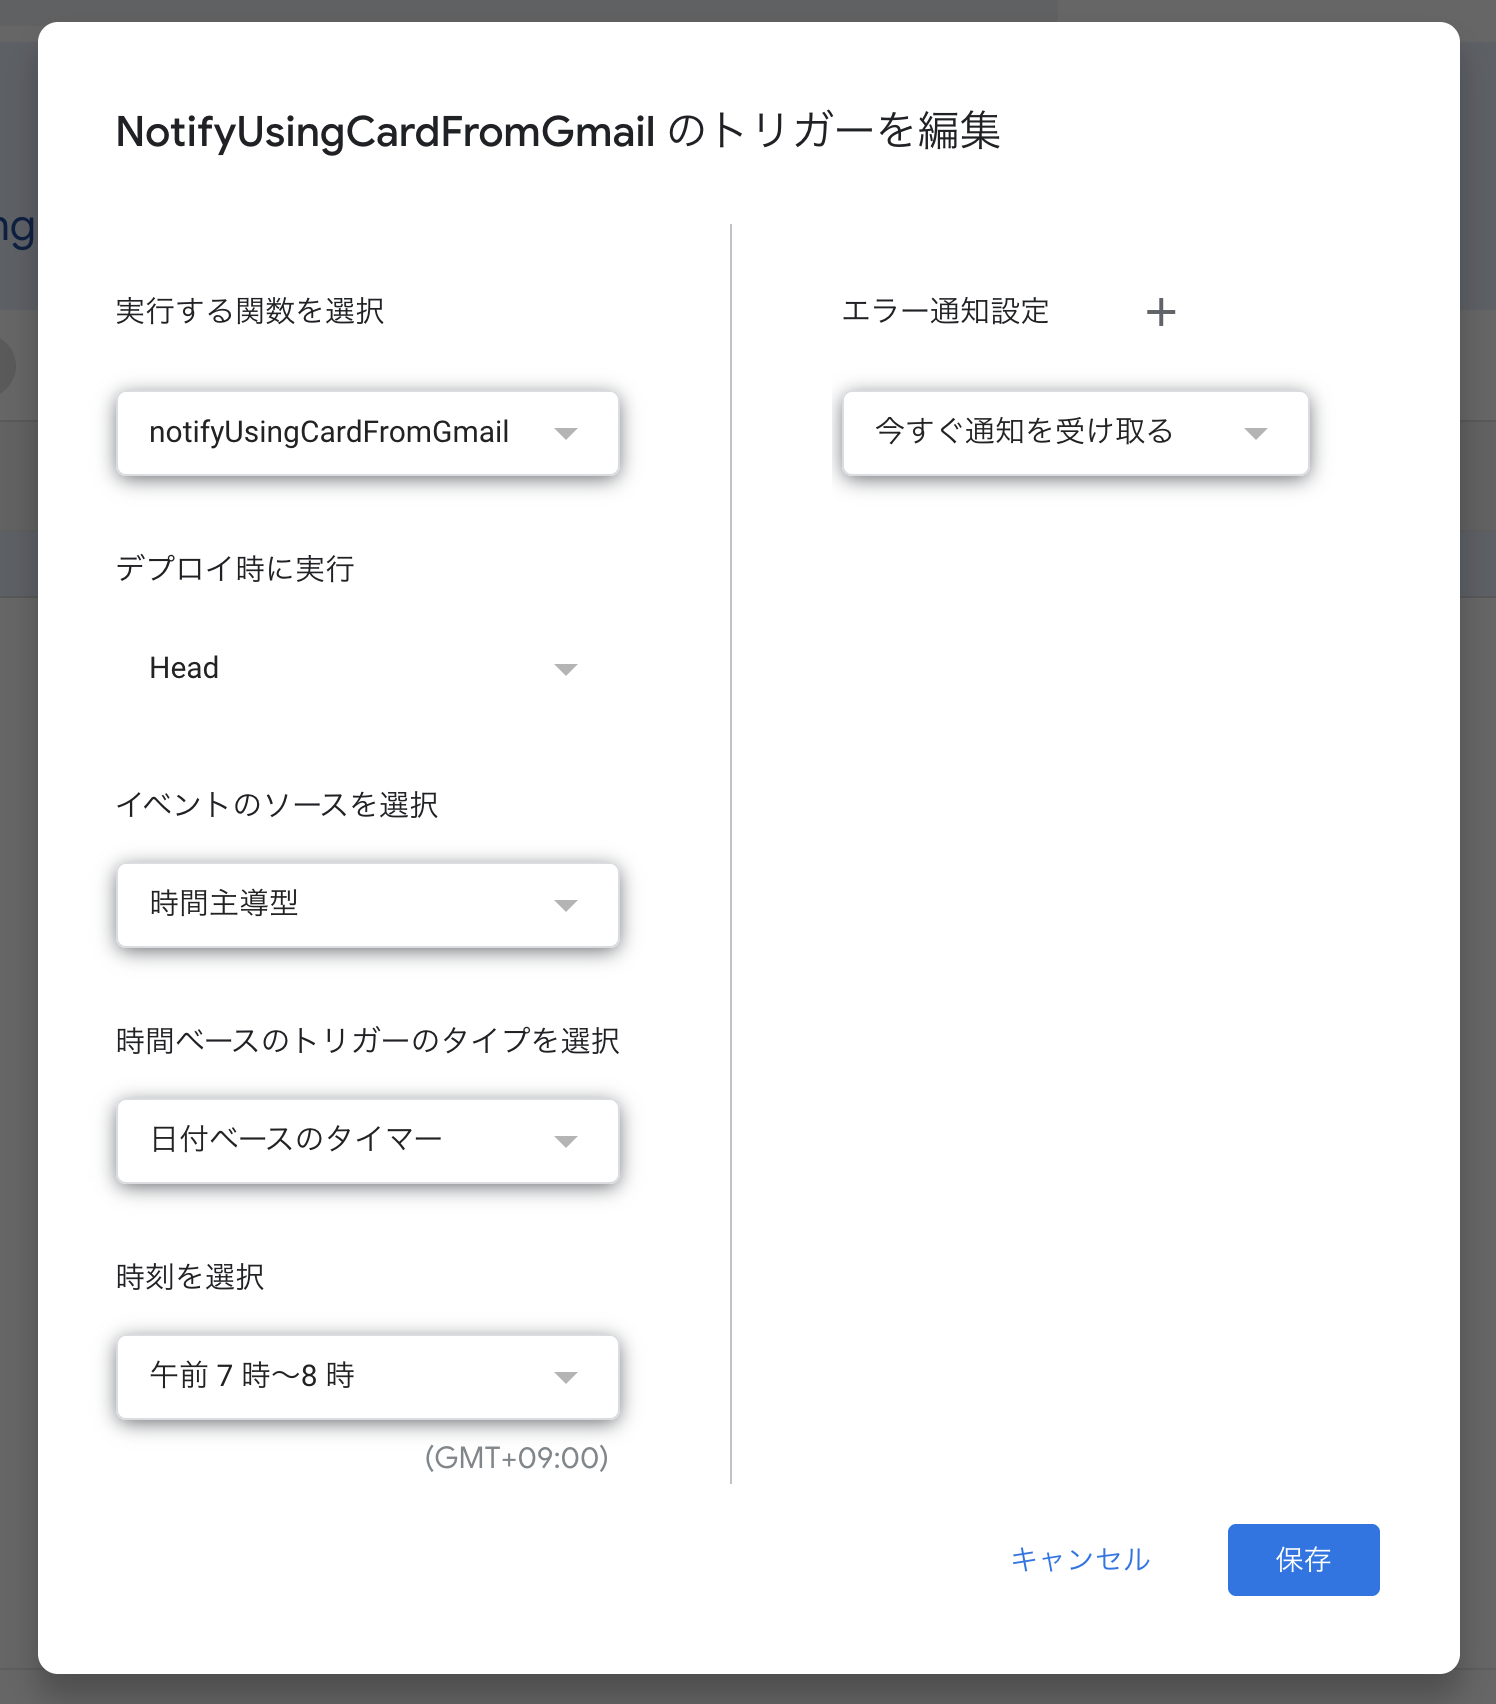 NotifyUsingCardFromGmail のトリガーを編集
ng
実行する関数を選択
notifyUsingCardFromGmail
デプロイ時に実行
Head
イベントのソースを選択
時間主導型
時間ベースのトリガーのタイプを選択
日付ベースのタイマー
時刻を選択
午前 7 時～8 時
(GMT+09:00)
エラー通知設定
今すぐ通知を受け取る
キャンセル
保存